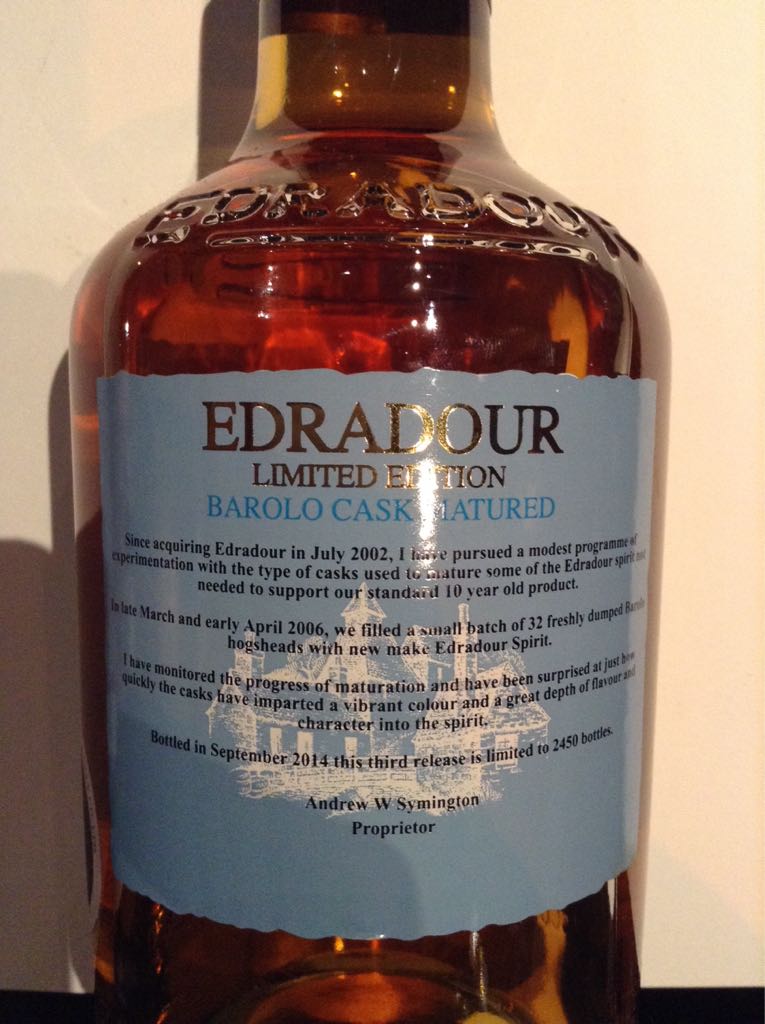 EDRADOUR
EDRADOUR
LIMITED EDITION
BAROLO CASK MATURED
Since acquiring Edradour in July 2002, I have pursued a modest programme of
experimentation with the type of casks used to mature some of the Edradour spirit not
needed to support our standard 10 year old product.
In late March and early April 2006, we filled a small batch of 32 freshly dumped Barolo
hogsheads with new make Edradour Spirit.
I have monitored the progress of maturation and have been surprised at just how
quickly the casks have imparted a vibrant colour and a great depth of flavour and
character into the spirit.
Bottled in September 2014 this third release is limited to 2450 bottles.
Andrew W Symington
Proprietor